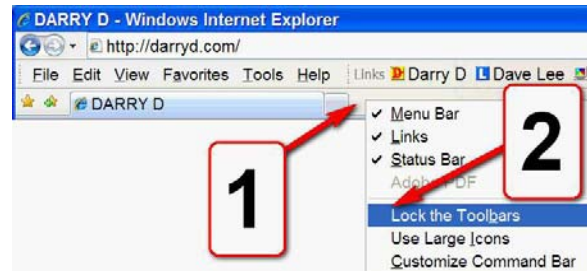 DARRY D - Windows Internet Explorer
http://darryd.com/
File Edit View Favorites Tools Help Links Darry D Dave Lee
DARRY D
Menu Bar
Links
Status Bar
Adobe PDF
Lock the Toolbars
Use Large Icons
Customize Command Bar
1
2